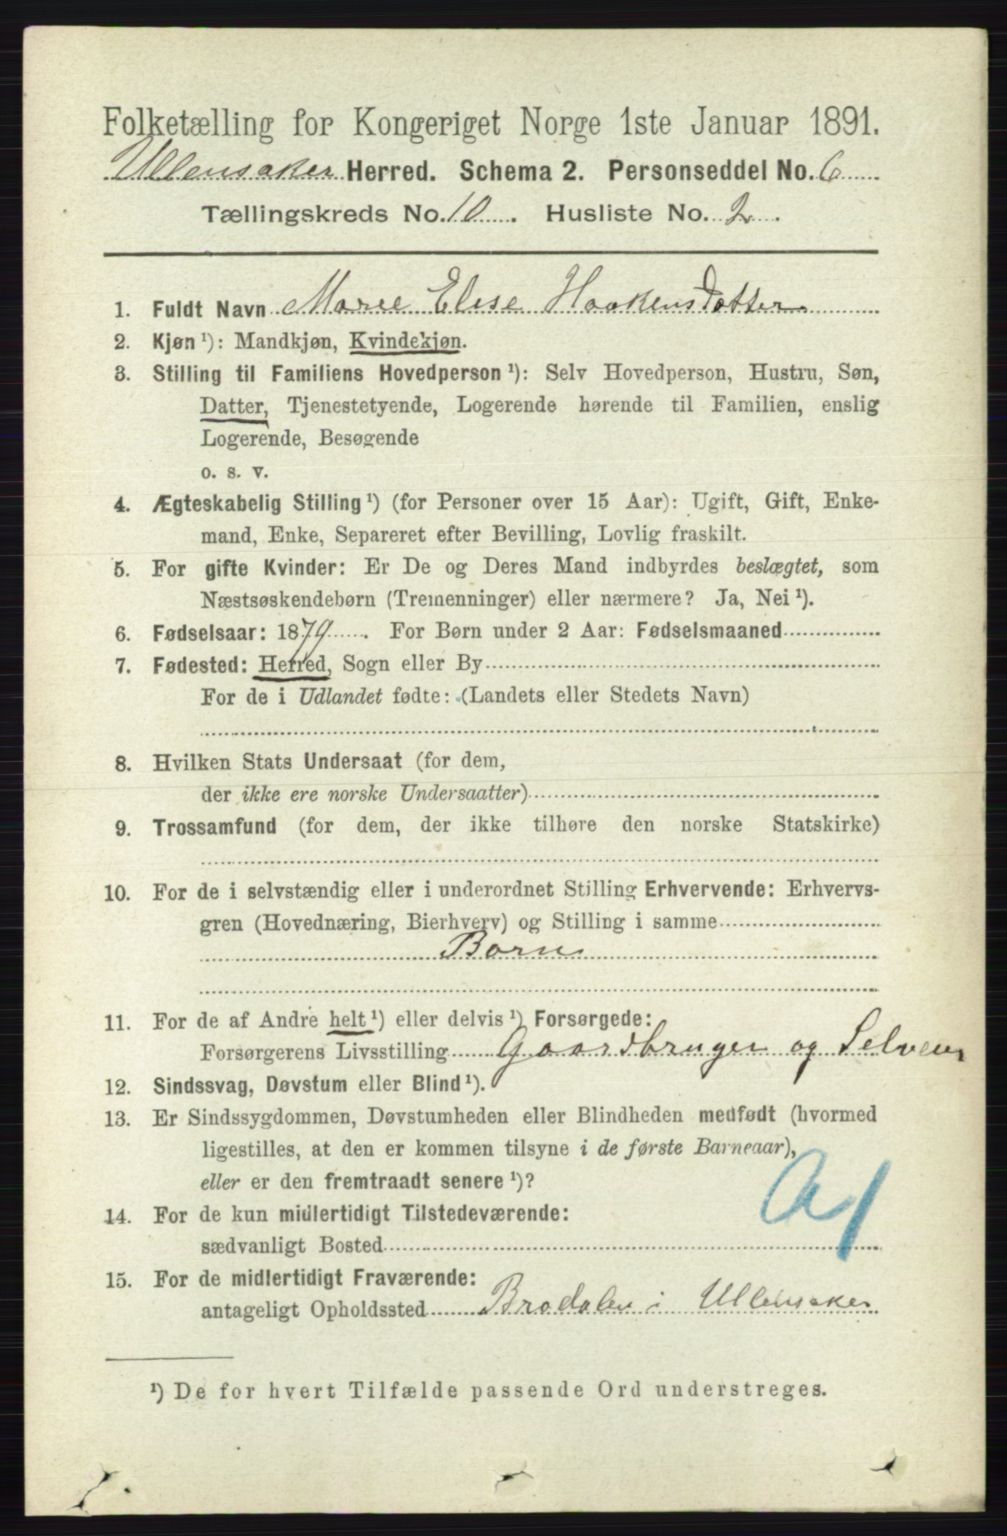 Folketælling for Kongeriget Norge 1ste Januar 1891.
Ullensaker Herred. Schema 2. Personseddel No. 6
Tællingskreds No. 10. Husliste No. 2.
1. Fuldt Navn Marie Elise Haakensdatter
2. Kjøn ¹): Mandkjøn, Kvindekjøn.
3. Stilling til Familiens Hovedperson ¹): Selv Hovedperson, Hustru, Søn,
Datter, Tjenestetyende, Logerende hørende til Familien, enslig
Logerende, Besøgende
o. s. v.
4. Ægteskabelig Stilling ¹) (for Personer over 15 Aar): Ugift, Gift, Enke-
mand, Enke, Separeret efter Bevilling, Lovlig fraskilt.
5. For gifte Kvinder: Er De og Deres Mand indbyrdes beslægtet, som
Næstsøskendebørn (Tremenninger) eller nærmere? Ja, Nei ¹).
6. Fødselsaar: 1879. For Børn under 2 Aar: Fødselsmaaned
7. Fødested: Herred, Sogn eller By
For de i Udlandet fødte: (Landets eller Stedets Navn)
8. Hvilken Stats Undersaat (for dem,
der ikke ere norske Undersaatter)
9. Trossamfund (for dem, der ikke tilhøre den norske Statskirke)
10. For de i selvstændig eller i underordnet Stilling Erhvervende: Erhvervs-
gren (Hovednæring, Bierhverv) og Stilling i samme
Barn
11. For de af Andre helt ¹) eller delvis ¹) Forsørgede:
Forsørgerens Livsstilling Gaardbruger og Selveier
12. Sindssvag, Døvstum eller Blind ¹).
13. Er Sindssygdommen, Døvstumheden eller Blindheden medfødt (hvormed
ligestilles, at den er kommen tilsyne i de første Barneaar),
eller er den fremtraadt senere ¹)?
14. For de kun midlertidigt Tilstedeværende:
sædvanligt Bosted
15. For de midlertidigt Fraværende:
antageligt Opholdssted Brodalen i Ullensaker
¹) De for hvert Tilfælde passende Ord understreges.